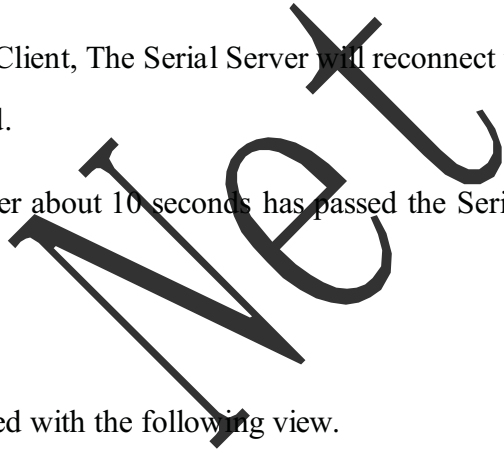 Client, The Serial Server will reconnect
d.
er about 10 seconds has passed the Seri
ed with the following view.
Net